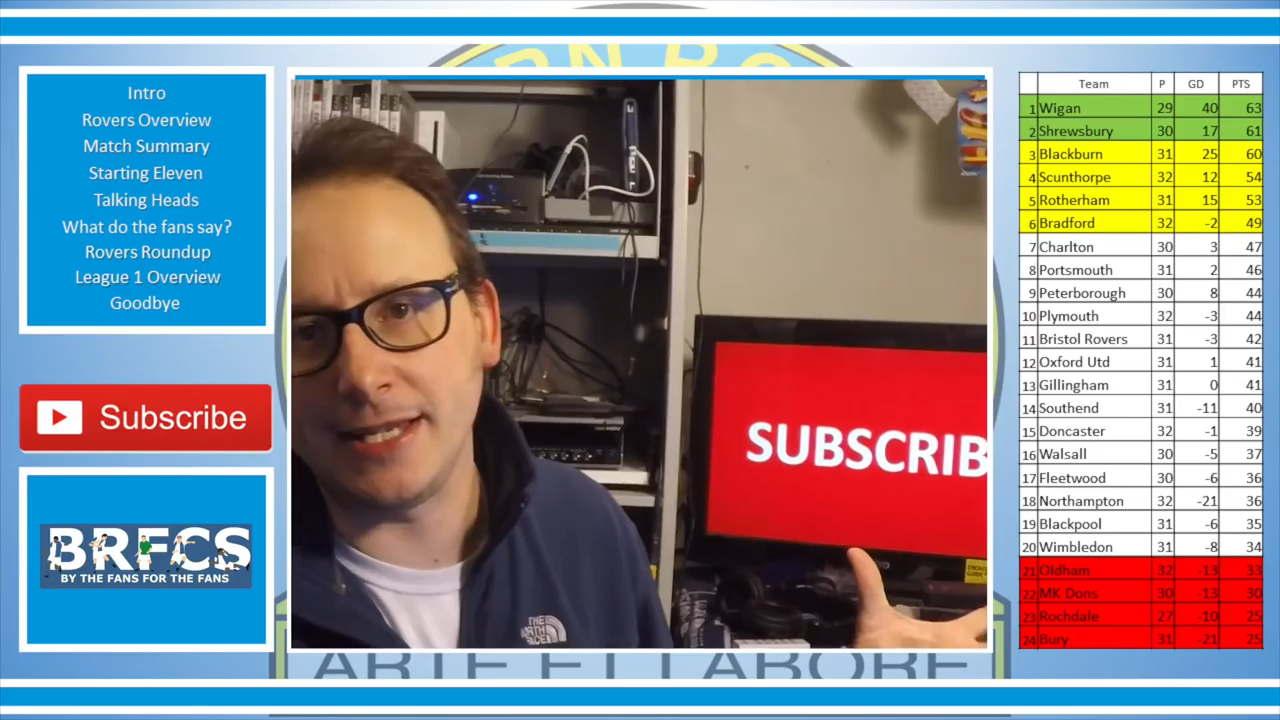 RN RO
Intro
Rovers Overview
Match Summary
Starting Eleven
Talking Heads
What do the fans say?
Rovers Roundup
League 1 Overview
Goodbye
Subscribe
BRFCS
BY THE FANS FOR THE FANS
SUBSCRIB
THE
NORTH
FACE
Team P GD PTS
1 Wigan 29 40 63
2 Shrewsbury 30 17 61
3 Blackburn 31 25 60
4 Scunthorpe 32 12 54
5 Rotherham 31 15 53
6 Bradford 32 -2 49
7 Charlton 30 3 47
8 Portsmouth 31 2 46
9 Peterborough 30 8 44
10 Plymouth 32 -3 44
11 Bristol Rovers 31 -3 42
12 Oxford Utd 31 1 41
13 Gillingham 31 0 41
14 Southend 31 -11 40
15 Doncaster 32 -1 39
16 Walsall 30 -5 37
17 Fleetwood 30 -6 36
18 Northampton 32 -21 36
19 Blackpool 31 -6 35
20 Wimbledon 31 -8 34
21 Oldham 32 -13 33
22 MK Dons 30 -13 30
23 Rochdale 27 -10 25
24 Bury 31 -21 25
ARTE ET LABORE